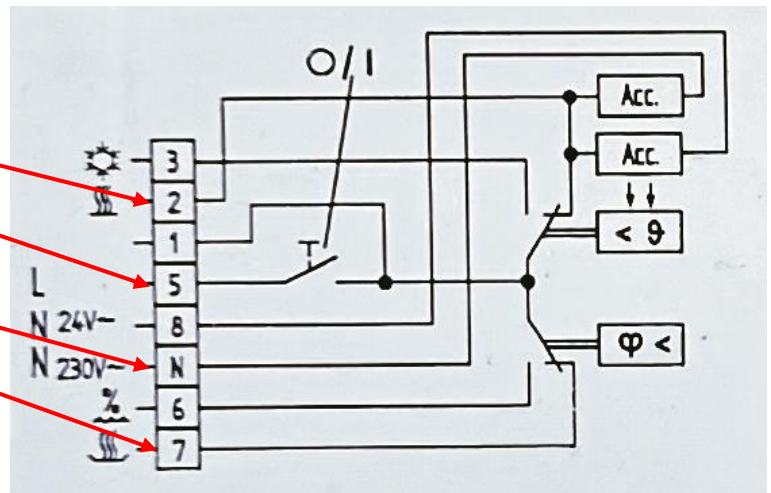 O/I
Acc.
Acc.
3
2
1
< ϑ
L
5
N 24V~
8
N 230V~
N
φ <
%
6
7